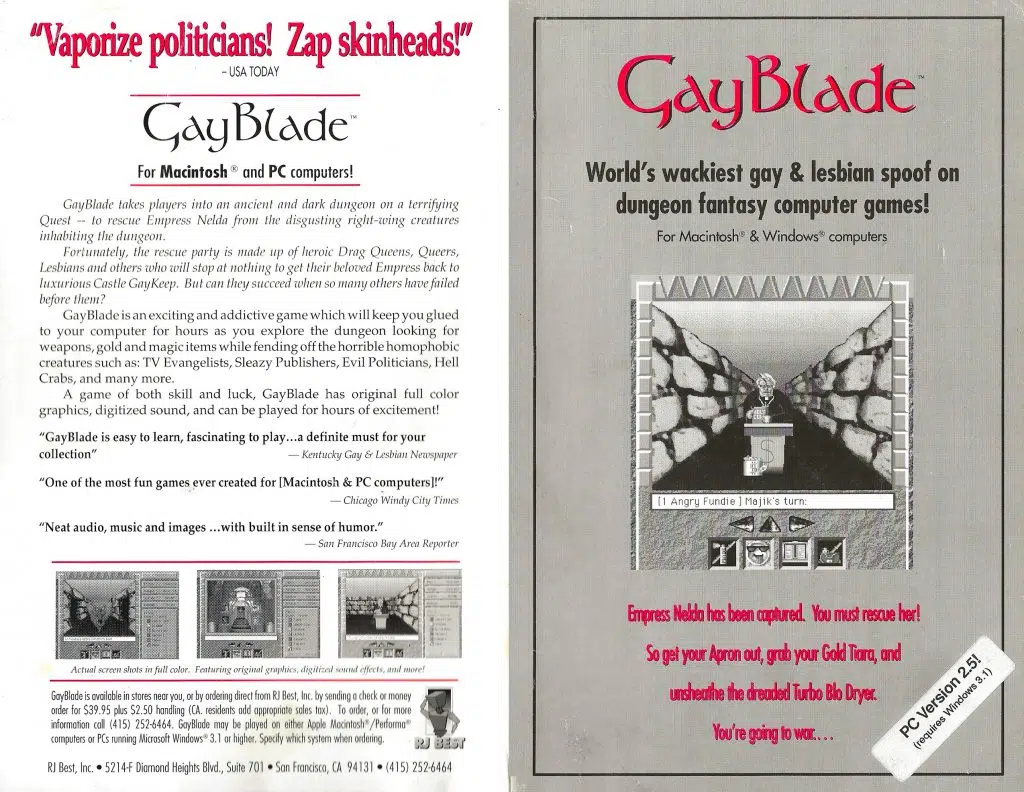 “Vaporize politicians!  Zap skinheads!”
– USA TODAY
GayBlade™
For Macintosh® and PC computers!
GayBlade takes players into an ancient and dark dungeon on a terrifying
Quest -- to rescue Empress Nelda from the disgusting right-wing creatures
inhabiting the dungeon.
Fortunately, the rescue party is made up of heroic Drag Queens, Queers,
Lesbians and others who will stop at nothing to get their beloved Empress back to
luxurious Castle GayKeep.  But can they succeed when so many others have failed
before them?
GayBlade is an exciting and addictive game which will keep you glued
to your computer for hours as you explore the dungeon looking for
weapons, gold and magic items while fending off the horrible homophobic
creatures such as: TV Evangelists, Sleazy Publishers, Evil Politicians, Hell
Crabs, and many more.
A game of both skill and luck, GayBlade has original full color
graphics, digitized sound, and can be played for hours of excitement!
“GayBlade is easy to learn, fascinating to play…a definite must for your
collection”
— Kentucky Gay & Lesbian Newspaper
“One of the most fun games ever created for [Macintosh & PC computers]!”
— Chicago Windy City Times
“Neat audio, music and images …with built in sense of humor.”
— San Francisco Bay Area Reporter
Actual screen shots in full color.  Featuring original graphics, digitized sound effects, and more!
GayBlade is available in stores near you, or by ordering direct from RJ Best, Inc. by sending a check or money
order for $39.95 plus $2.50 handling (CA. residents add appropriate sales tax).  To order, or for more
information call (415) 252-6464.  GayBlade may be played on either Apple Macintosh®/Performa®
computers or PCs running Microsoft Windows® 3.1 or higher.  Specify which system when ordering.
RJ BEST
RJ Best, Inc. • 5214-F Diamond Heights Blvd., Suite 701 • San Francisco, CA  94131 • (415) 252-6464
GayBlade™
World's wackiest gay & lesbian spoof on
dungeon fantasy computer games!
For Macintosh® & Windows® computers
$
[1 Angry Fundie ] Majik's turn:
Empress Nelda has been captured.  You must rescue her!
So get your Apron out, grab your Gold Tiara, and
unsheathe the dreaded Turbo Blo Dryer.
You're going to war….
PC Version 2.5!
(requires Windows 3.1)